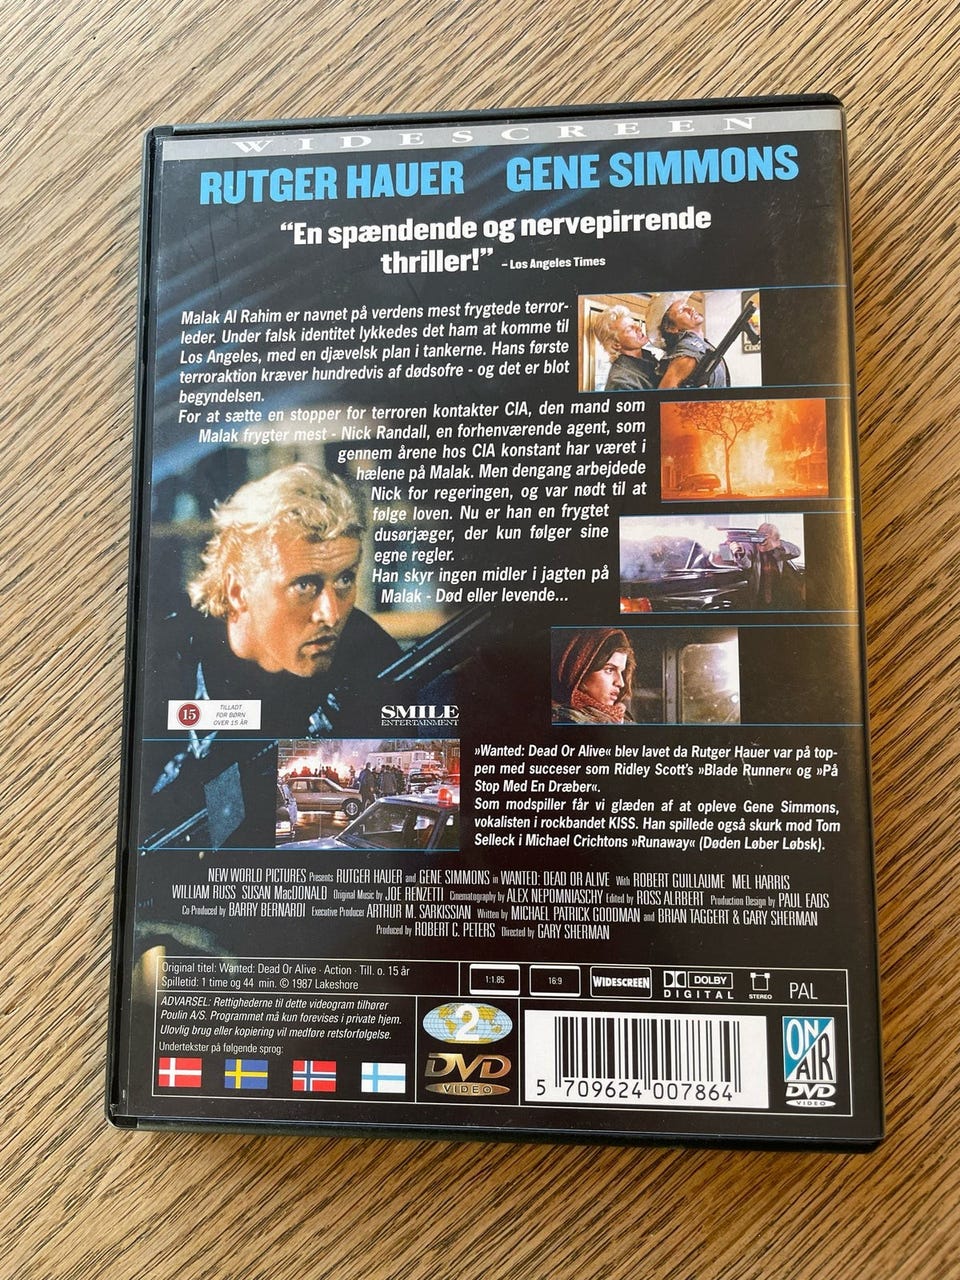 WIDESCREEN
RUTGER HAUER GENE SIMMONS
“En spændende og nervepirrende
thriller!” – Los Angeles Times
Malak Al Rahim er navnet på verdens mest frygtede terror-
leder. Under falsk identitet lykkedes det ham at komme til
Los Angeles, med en djævelsk plan i tankerne. Hans første
terroraktion kræver hundredvis af dødsofre - og det er blot
begyndelsen.
For at sætte en stopper for terroren kontakter CIA, den mand som
Malak frygter mest - Nick Randall, en forhenværende agent, som
gennem årene hos CIA konstant har været i
hælene på Malak. Men dengang arbejdede
Nick for regeringen, og var nødt til at
følge loven. Nu er han en frygtet
dusørjæger, der kun følger sine
egne regler.
Han skyr ingen midler i jagten på
Malak - Død eller levende...
15 TILLADT
FOR BØRN
OVER 15 ÅR
SMILE
ENTERTAINMENT
»Wanted: Dead Or Alive« blev lavet da Rutger Hauer var på top-
pen med succeser som Ridley Scott's »Blade Runner« og »På
Stop Med En Dræber«.
Som modspiller får vi glæden af at opleve Gene Simmons,
vokalisten i rockbandet KISS. Han spillede også skurk mod Tom
Selleck i Michael Crichtons »Runaway« (Døden Løber Løbsk).
NEW WORLD PICTURES Presents RUTGER HAUER and GENE SIMMONS in WANTED: DEAD OR ALIVE With ROBERT GUILLAUME MEL HARRIS
WILLIAM RUSS SUSAN MacDONALD Original Music by JOE RENZETTI Cinematography by ALEX NEPOMNIASCHY Edited by ROSS ALRBERT Production Design by PAUL EADS
Co Produced by BARRY BERNARDI Executive Producer ARTHUR M. SARKISSIAN Written by MICHAEL PATRICK GOODMAN and BRIAN TAGGERT & GARY SHERMAN
Produced by ROBERT C. PETERS Directed by GARY SHERMAN
Original titel: Wanted: Dead Or Alive · Action · Till. o. 15 år
Spilletid: 1 time og 44 min. © 1987 Lakeshore
1:1.85 16:9 WIDESCREEN DOLBY DIGITAL STEREO PAL
ADVARSEL: Rettighederne til dette videogram tilhører
Poulin A/S. Programmet må kun forevises i private hjem.
Ulovlig brug eller kopiering vil medføre retsforfølgelse.
Undertekster på følgende sprog:
2
DVD
VIDEO
5 709624 007864
ON AIR
DVD
VIDEO